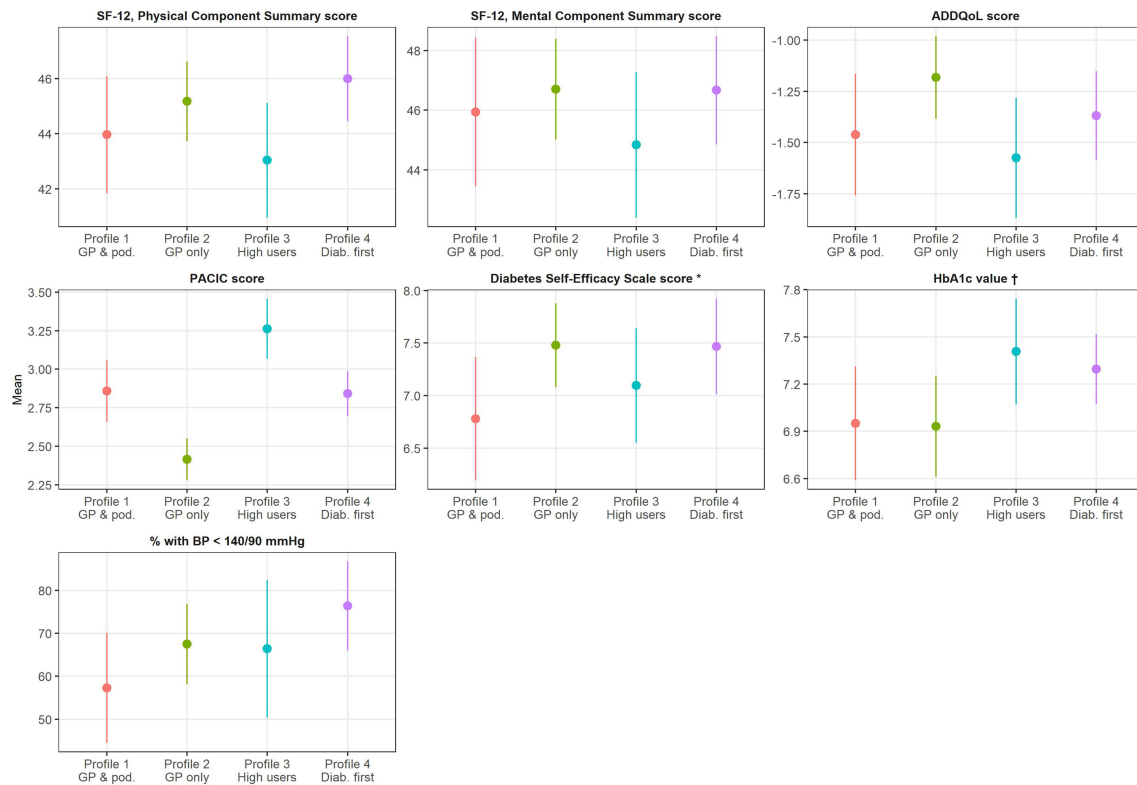 SF-12, Physical Component Summary score
46
44
42
Profile 1 Profile 2 Profile 3 Profile 4
GP & pod. GP only High users Diab. first
SF-12, Mental Component Summary score
48
46
44
Profile 1 Profile 2 Profile 3 Profile 4
GP & pod. GP only High users Diab. first
ADDQoL score
-1.00
-1.25
-1.50
-1.75
Profile 1 Profile 2 Profile 3 Profile 4
GP & pod. GP only High users Diab. first
Mean
PACIC score
3.50
3.25
3.00
2.75
2.50
2.25
Profile 1 Profile 2 Profile 3 Profile 4
GP & pod. GP only High users Diab. first
Diabetes Self-Efficacy Scale score *
8.0
7.5
7.0
6.5
Profile 1 Profile 2 Profile 3 Profile 4
GP & pod. GP only High users Diab. first
HbA1c value †
7.8
7.5
7.2
6.9
6.6
Profile 1 Profile 2 Profile 3 Profile 4
GP & pod. GP only High users Diab. first
% with BP < 140/90 mmHg
80
70
60
50
Profile 1 Profile 2 Profile 3 Profile 4
GP & pod. GP only High users Diab. first